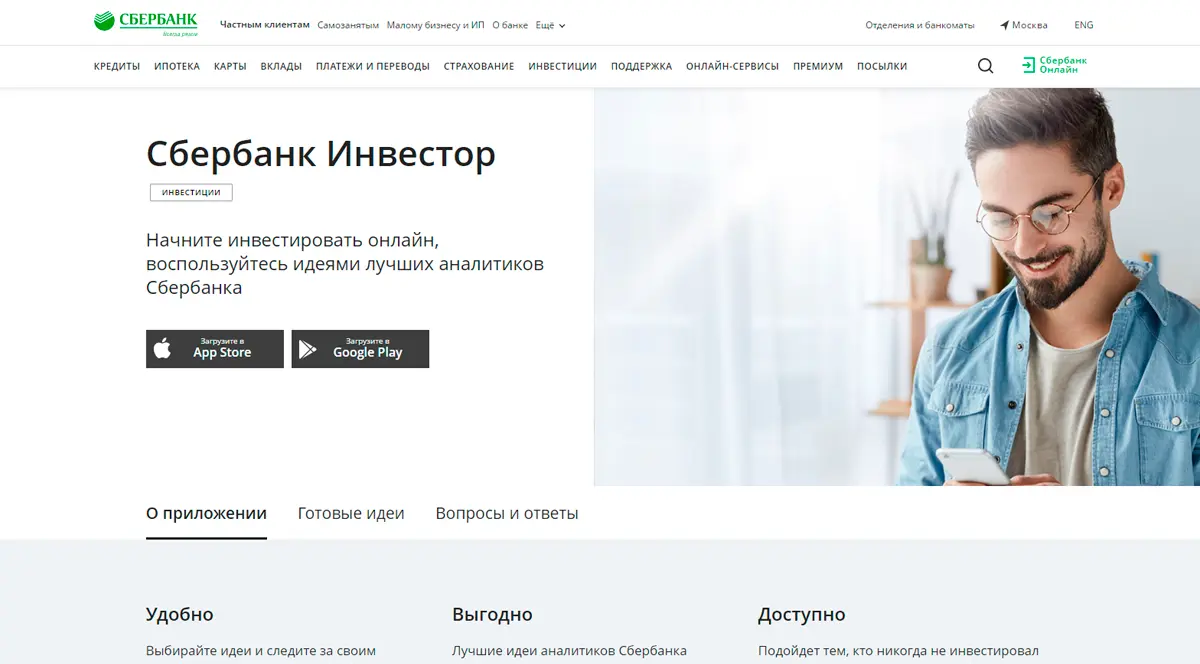 СБЕРБАНК
Всегда рядом
Частным клиентам Самозанятым Малому бизнесу и ИП О банке Ещё
Отделения и банкоматы Москва ENG
КРЕДИТЫ ИПОТЕКА КАРТЫ ВКЛАДЫ ПЛАТЕЖИ И ПЕРЕВОДЫ СТРАХОВАНИЕ ИНВЕСТИЦИИ ПОДДЕРЖКА ОНЛАЙН-СЕРВИСЫ ПРЕМИУМ ПОСЫЛКИ
Сбербанк
Онлайн
Сбербанк Инвестор
ИНВЕСТИЦИИ
Начните инвестировать онлайн,
воспользуйтесь идеями лучших аналитиков
Сбербанка
Загрузите в
App Store
Загрузите в
Google Play
О приложении Готовые идеи Вопросы и ответы
Удобно Выгодно Доступно
Выбирайте идеи и следите за своим Лучшие идеи аналитиков Сбербанка Подойдет тем, кто никогда не инвестировал